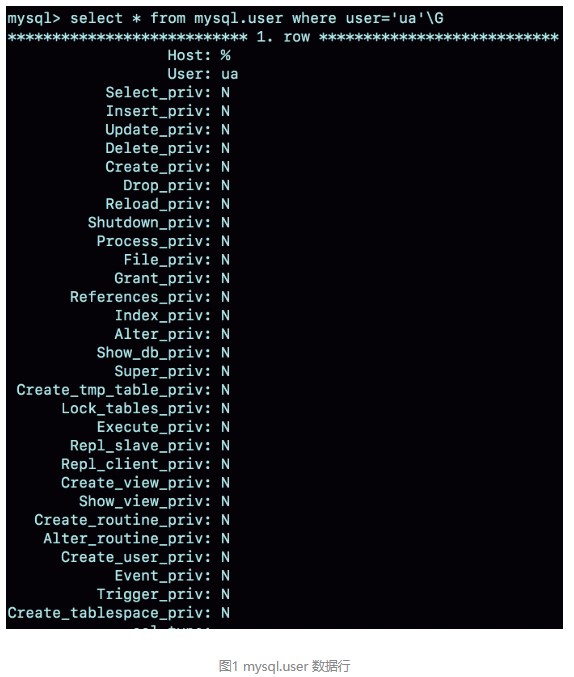 mysql> select * from mysql.user where user='ua'\G
*************************** 1. row ***************************
Host: %
User: ua
Select_priv: N
Insert_priv: N
Update_priv: N
Delete_priv: N
Create_priv: N
Drop_priv: N
Reload_priv: N
Shutdown_priv: N
Process_priv: N
File_priv: N
Grant_priv: N
References_priv: N
Index_priv: N
Alter_priv: N
Show_db_priv: N
Super_priv: N
Create_tmp_table_priv: N
Lock_tables_priv: N
Execute_priv: N
Repl_slave_priv: N
Repl_client_priv: N
Create_view_priv: N
Show_view_priv: N
Create_routine_priv: N
Alter_routine_priv: N
Create_user_priv: N
Event_priv: N
Trigger_priv: N
Create_tablespace_priv: N
图1 mysql.user 数据行